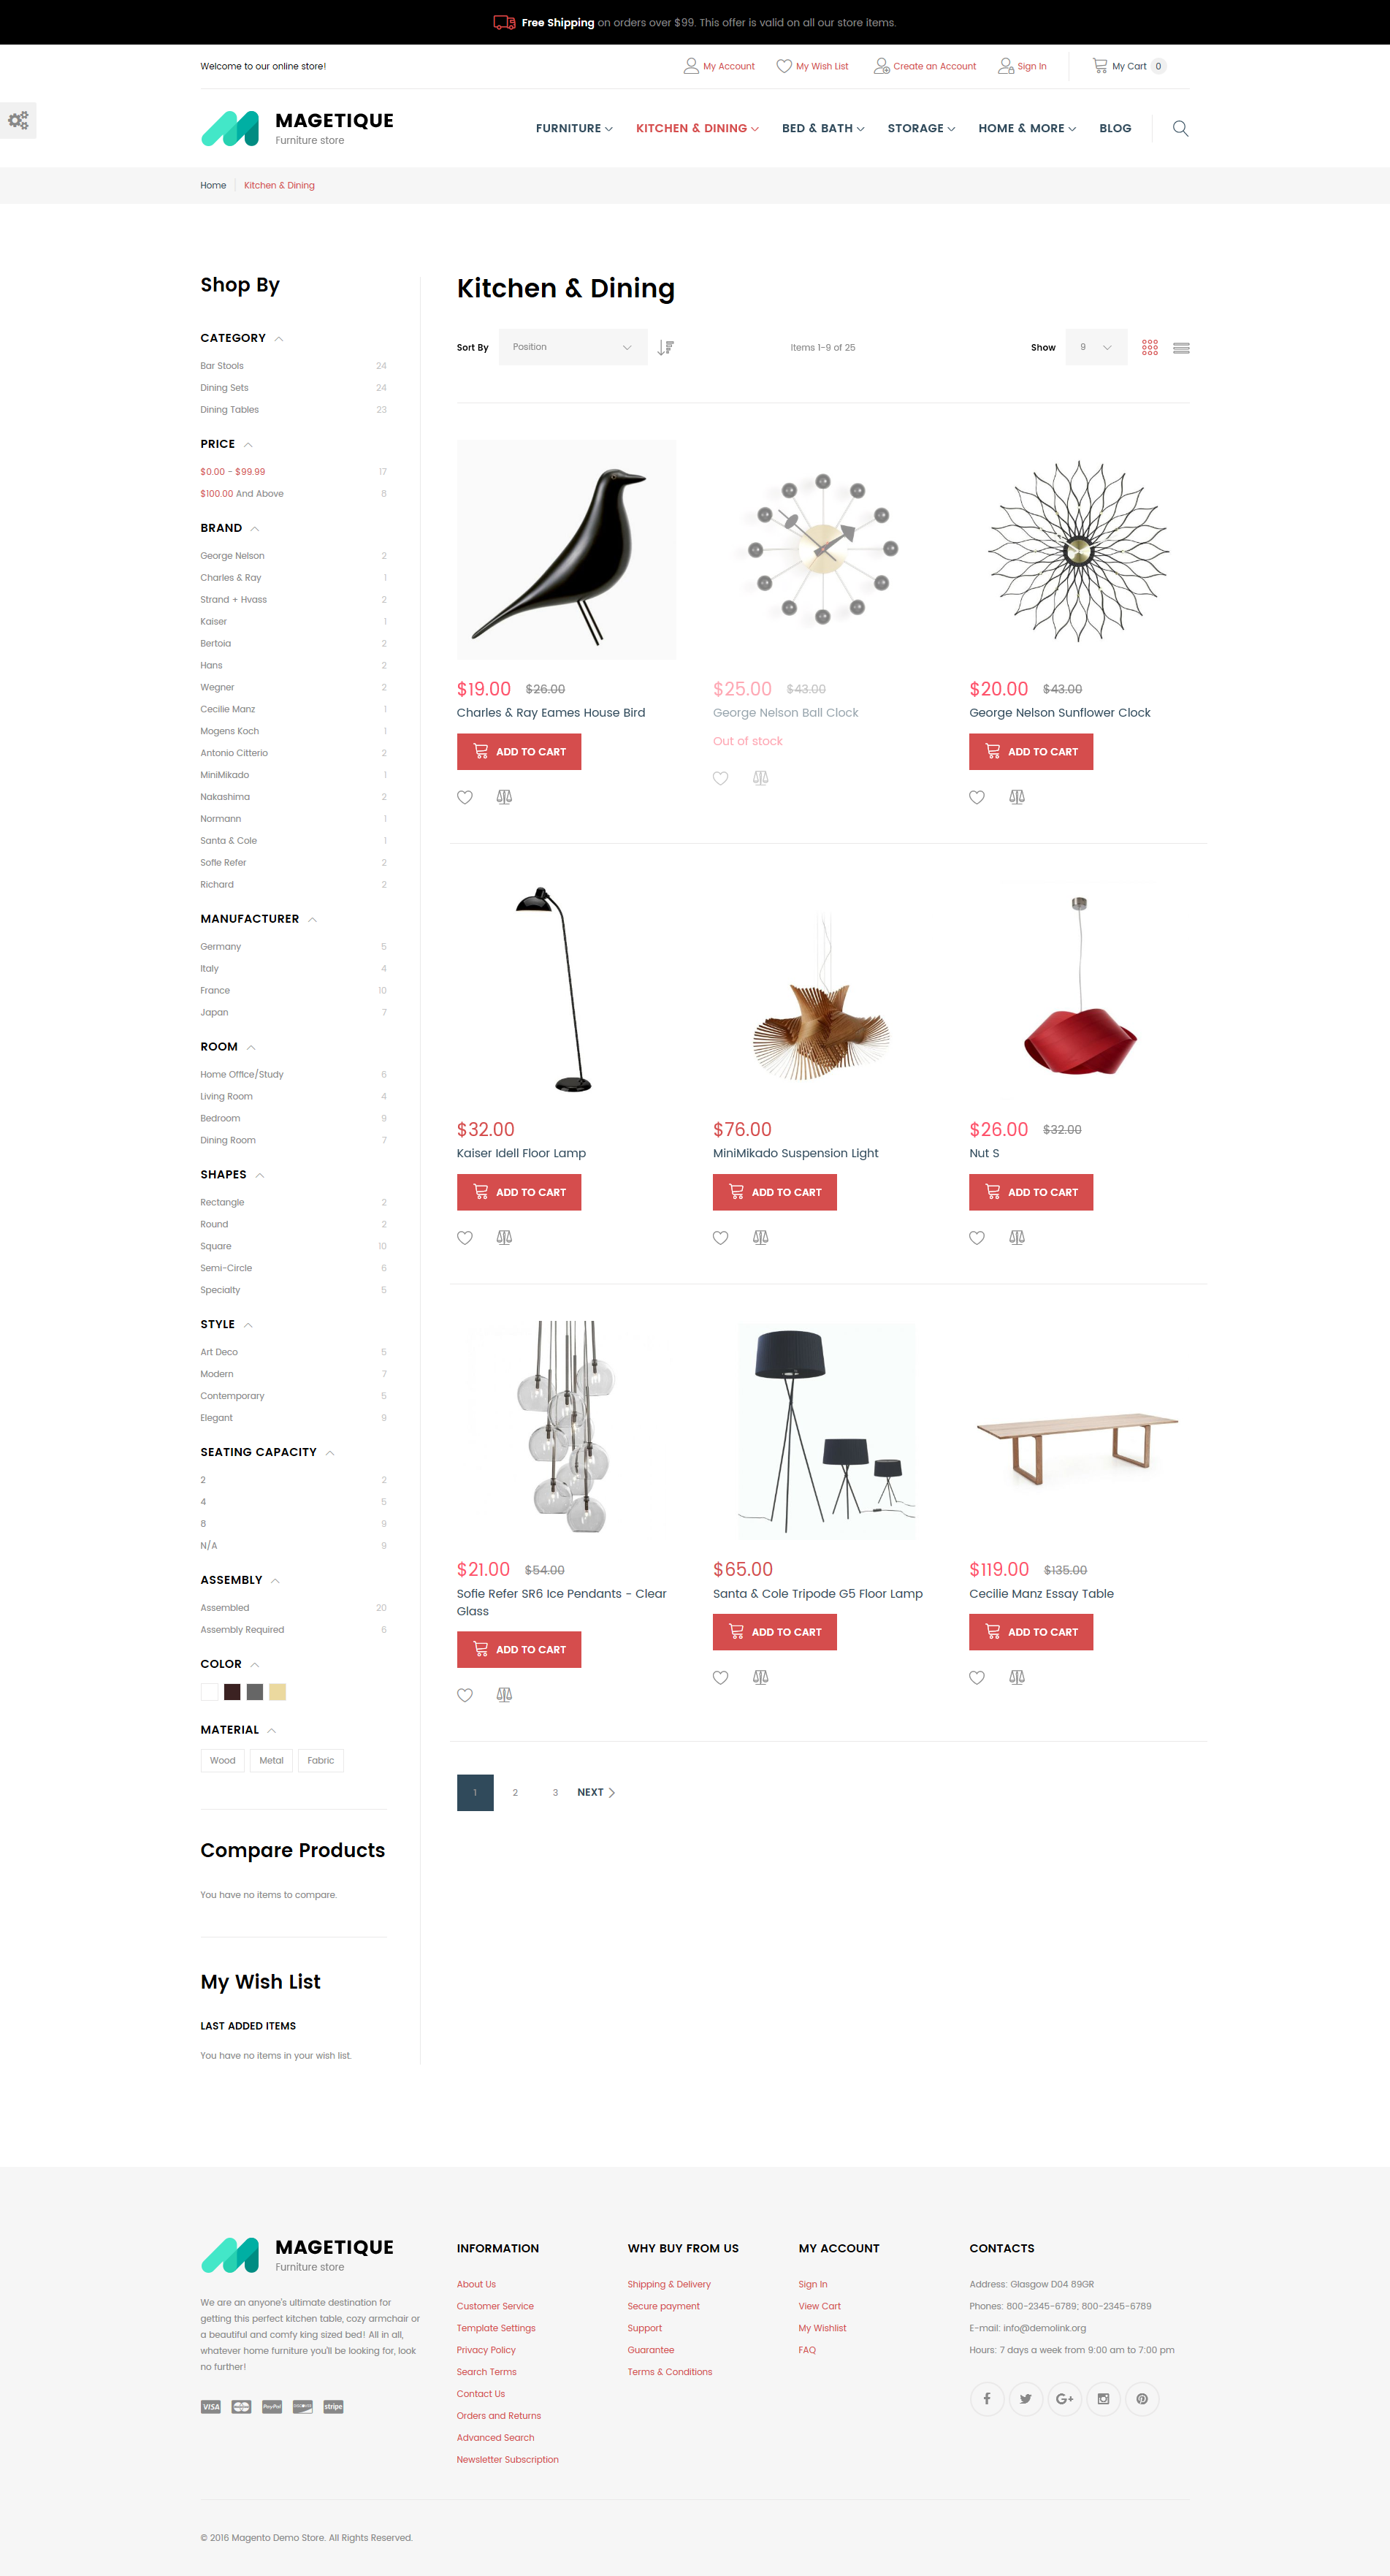 Free Shipping on orders over $99. This offer is valid on all our store items.
Welcome to our online store!
My Account
My Wish List
Create an Account
Sign In
My Cart 0
MAGETIQUE
Furniture store
FURNITURE
KITCHEN & DINING
BED & BATH
STORAGE
HOME & MORE
BLOG
Home
Kitchen & Dining
Shop By
CATEGORY
Bar Stools 24
Dining Sets 24
Dining Tables 23
PRICE
$0.00 - $99.99 17
$100.00 And Above 8
BRAND
George Nelson 2
Charles & Ray 1
Strand + Hvass 2
Kaiser 1
Bertoia 2
Hans 2
Wegner 2
Cecilie Manz 1
Mogens Koch 1
Antonio Citterio 2
MiniMikado 1
Nakashima 2
Normann 1
Santa & Cole 1
Sofie Refer 2
Richard 2
MANUFACTURER
Germany 5
Italy 4
France 10
Japan 7
ROOM
Home Office/Study 6
Living Room 4
Bedroom 9
Dining Room 7
SHAPES
Rectangle 2
Round 2
Square 10
Semi-Circle 6
Specialty 5
STYLE
Art Deco 5
Modern 7
Contemporary 5
Elegant 9
SEATING CAPACITY
2 2
4 5
8 9
N/A 9
ASSEMBLY
Assembled 20
Assembly Required 6
COLOR
MATERIAL
Wood Metal Fabric
Compare Products
You have no items to compare.
My Wish List
LAST ADDED ITEMS
You have no items in your wish list.
Kitchen & Dining
Sort By Position
Items 1-9 of 25
Show 9
$19.00 $26.00
Charles & Ray Eames House Bird
ADD TO CART
$25.00 $43.00
George Nelson Ball Clock
Out of stock
$20.00 $43.00
George Nelson Sunflower Clock
ADD TO CART
$32.00
Kaiser Idell Floor Lamp
ADD TO CART
$76.00
MiniMikado Suspension Light
ADD TO CART
$26.00 $32.00
Nut S
ADD TO CART
$21.00 $54.00
Sofie Refer SR6 Ice Pendants - Clear
Glass
ADD TO CART
$65.00
Santa & Cole Tripode G5 Floor Lamp
ADD TO CART
$119.00 $135.00
Cecilie Manz Essay Table
ADD TO CART
1 2 3 NEXT
MAGETIQUE
Furniture store
We are an anyone's ultimate destination for
getting this perfect kitchen table, cozy armchair or
a beautiful and comfy king sized bed! All in all,
whatever home furniture you'll be looking for, look
no further!
VISA
PayPal
DISCOVER
stripe
INFORMATION
About Us
Customer Service
Template Settings
Privacy Policy
Search Terms
Contact Us
Orders and Returns
Advanced Search
Newsletter Subscription
WHY BUY FROM US
Shipping & Delivery
Secure payment
Support
Guarantee
Terms & Conditions
MY ACCOUNT
Sign In
View Cart
My Wishlist
FAQ
CONTACTS
Address: Glasgow D04 89GR
Phones: 800-2345-6789; 800-2345-6789
E-mail: info@demolink.org
Hours: 7 days a week from 9:00 am to 7:00 pm
© 2016 Magento Demo Store. All Rights Reserved.